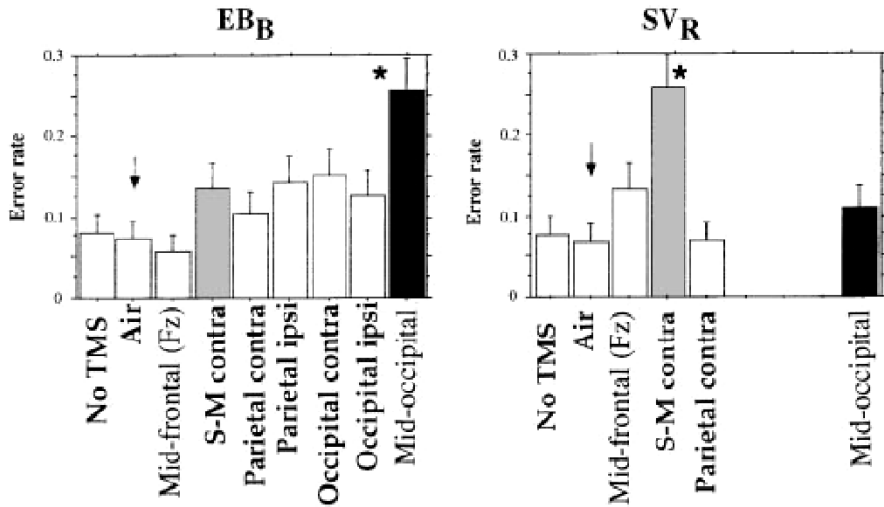 EBB
SVR
Error rate
0.3
0.2
0.1
0
*
No TMS
Air
Mid-frontal (Fz)
S-M contra
Parietal contra
Parietal ipsi
Occipital contra
Occipital ipsi
Mid-occipital
Error rate
0.3
0.2
0.1
0
*
No TMS
Air
Mid-frontal (Fz)
S-M contra
Parietal contra
Mid-occipital